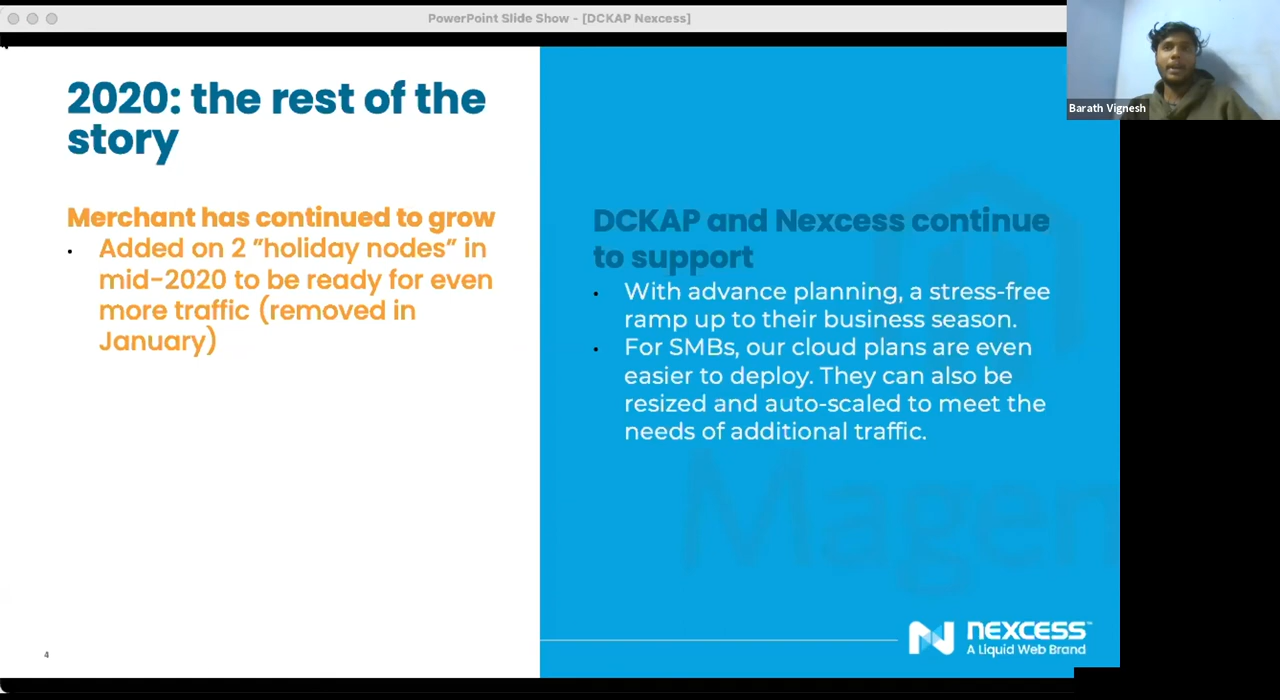 PowerPoint Slide Show - [DCKAP Nexcess]
Barath Vignesh
2020: the rest of the
story
Merchant has continued to grow
• Added on 2 ”holiday nodes” in
mid-2020 to be ready for even
more traffic (removed in
January)
DCKAP and Nexcess continue
to support
• With advance planning, a stress-free
ramp up to their business season.
• For SMBs, our cloud plans are even
easier to deploy. They can also be
resized and auto-scaled to meet the
needs of additional traffic.
Magen
4
NEXCESS™
A Liquid Web Brand